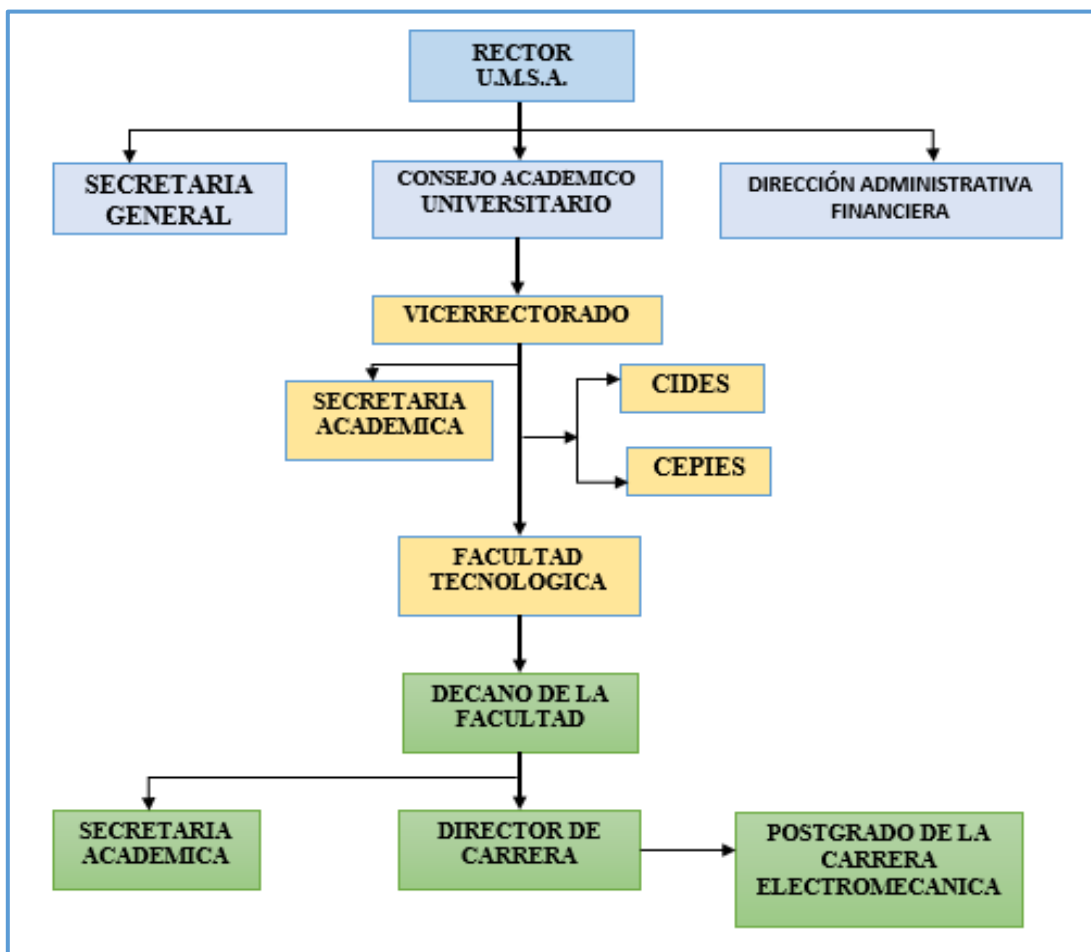 RECTOR
U.M.S.A.
SECRETARIA
GENERAL
CONSEJO ACADEMICO
UNIVERSITARIO
DIRECCIÓN ADMINISTRATIVA
FINANCIERA
VICERRECTORADO
SECRETARIA
ACADEMICA
CIDES
CEPIES
FACULTAD
TECNOLOGICA
DECANO DE LA
FACULTAD
SECRETARIA
ACADEMICA
DIRECTOR DE
CARRERA
POSTGRADO DE LA
CARRERA
ELECTROMECANICA